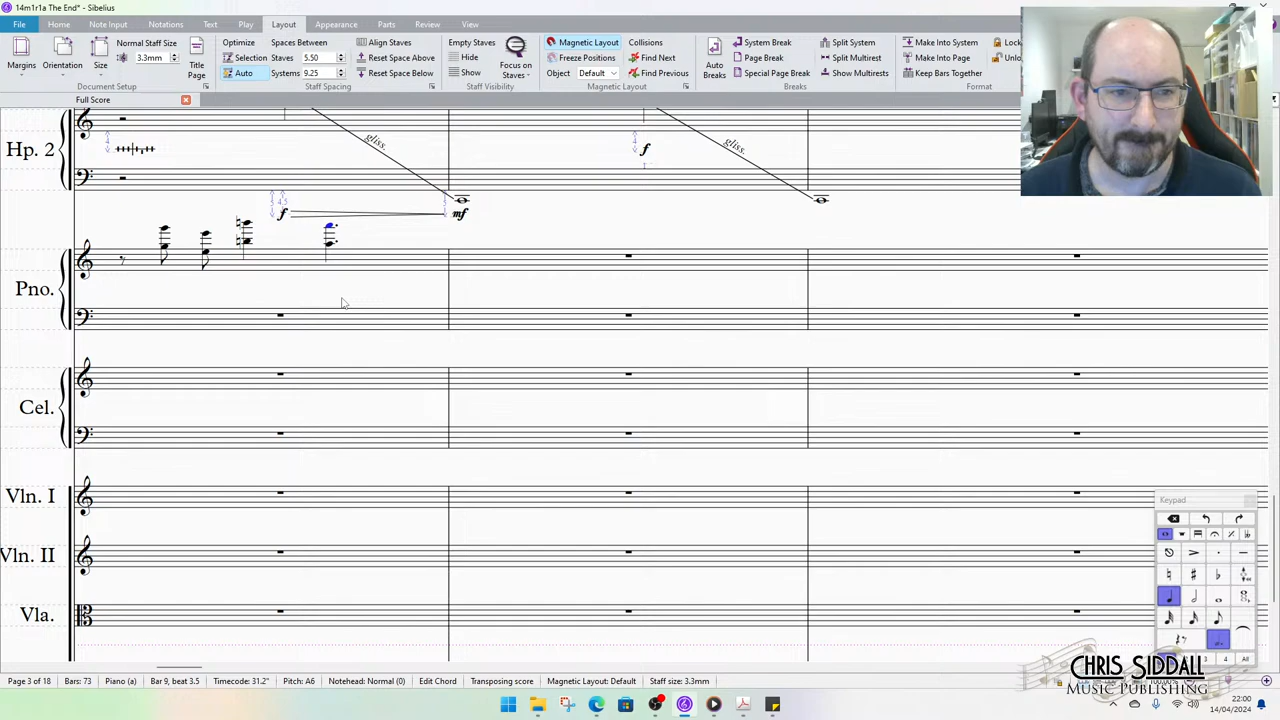 14m1r1a The End* - Sibelius
File Home Note Input Notations Text Play Layout Appearance Parts Review View
Margins Orientation Size Normal Staff Size 3.3mm Title Page
Document Setup
Optimize Selection Auto Spaces Between Staves 5.50 Systems 9.25 Align Staves Reset Space Above Reset Space Below
Staff Spacing
Empty Staves Hide Show Focus on Staves
Staff Visibility
Magnetic Layout Freeze Positions Object Default Collisions Find Next Find Previous
Magnetic Layout
Auto Breaks System Break Page Break Special Page Break Split System Split Multirest Show Multirests
Breaks
Make Into System Make Into Page Keep Bars Together
Format
Full Score
Hp. 2
gliss.
gliss.
f
f
mf
Pno.
Cel.
Vln. I
Vln. II
Vla.
Keypad
4 All
CHRIS SIDDALL
MUSIC PUBLISHING
Page 3 of 18 Bars: 73 Piano (a) Bar 9, beat 3.5 Timecode: 31.2" Pitch: A6 Notehead: Normal (0) Edit Chord Transposing score Magnetic Layout: Default Staff size: 3.3mm
22:00
14/04/2024